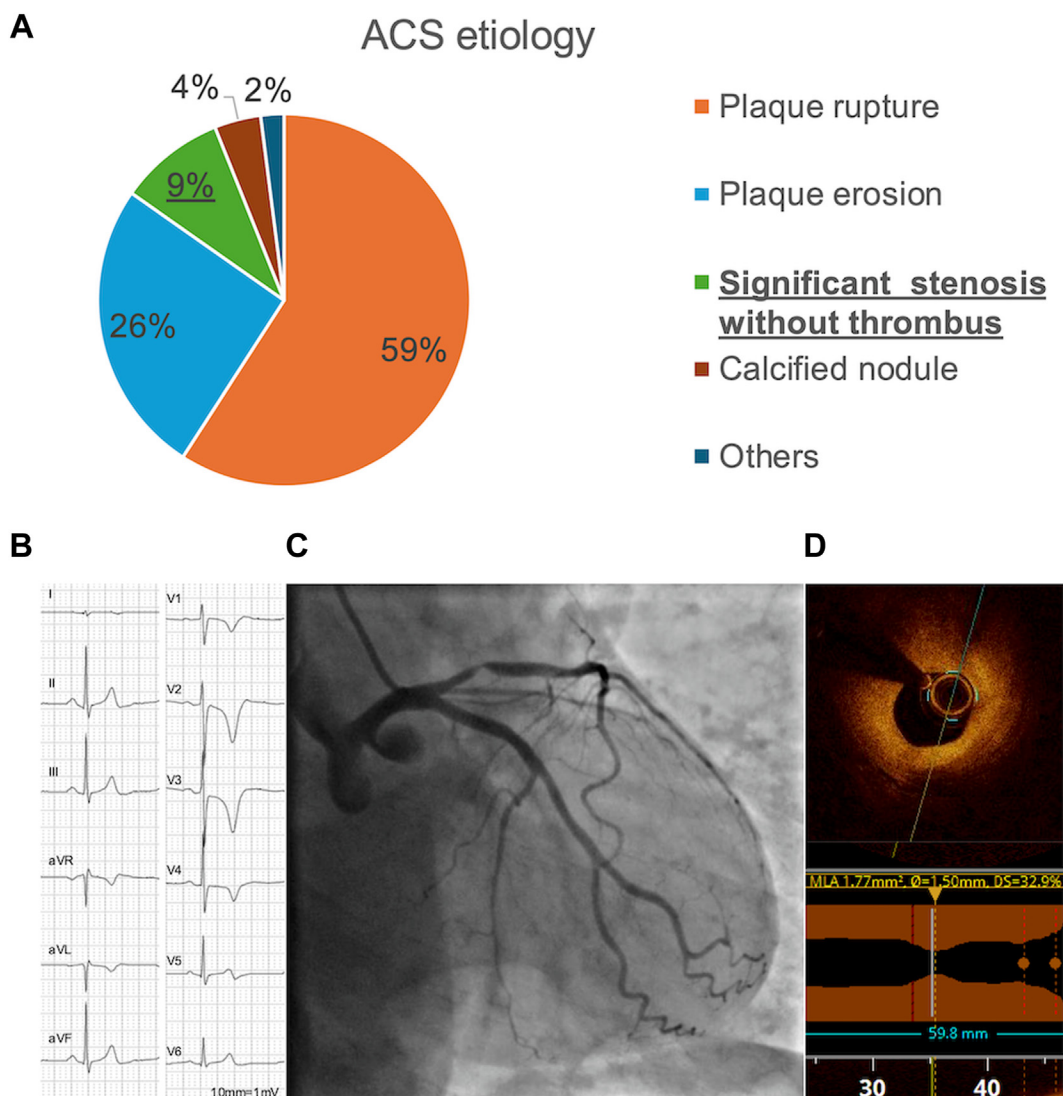 A
ACS etiology
4%
2%
9%
26%
59%
Plaque rupture
Plaque erosion
Significant stenosis
without thrombus
Calcified nodule
Others
B
C
D
I
II
III
aVR
aVL
aVF
V1
V2
V3
V4
V5
V6
10mm=1mV
MLA 1.77mm², Ø=1.50mm, DS=32.9%
59.8 mm
30
40